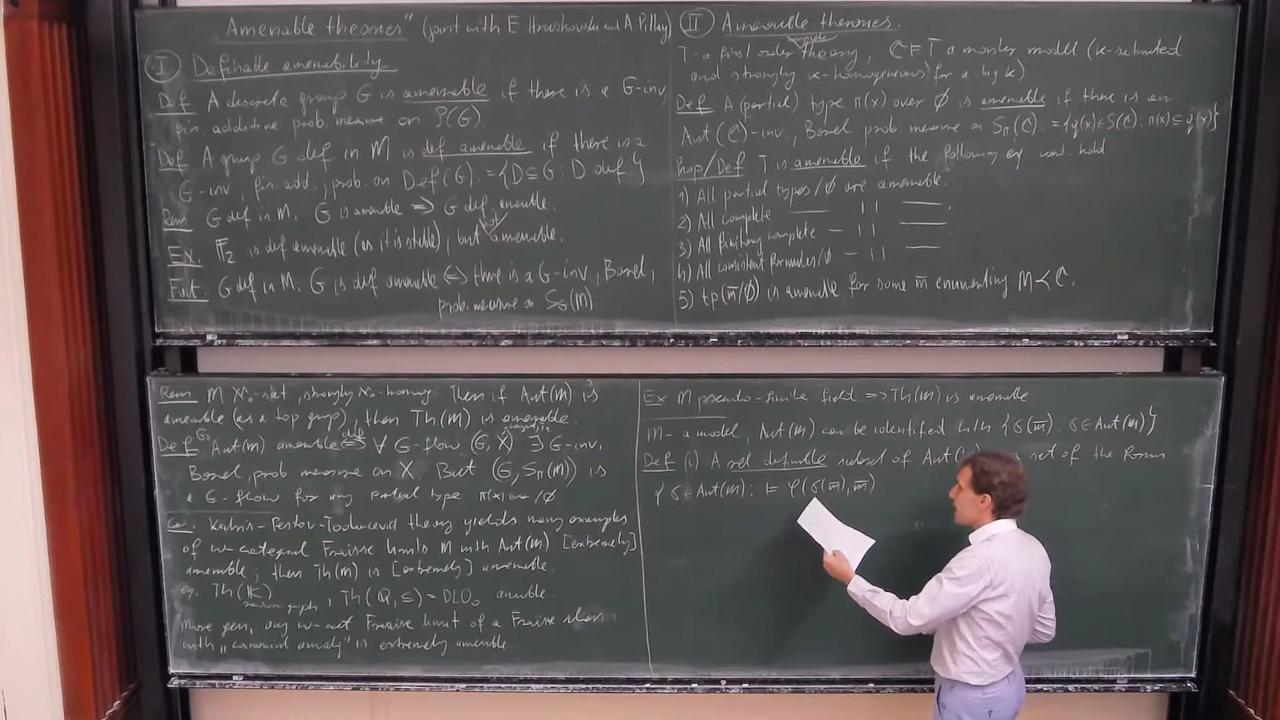 Amenable theories" (joint with E Hrushovski and A Pillay)
I Definable amenability
Def A discrete group G is amenable if there is a G-inv,
fin. additive prob. measure on P(G).
Def A group G def in M is def amenable if there is a
G-inv, fin. add., prob. on Def(G). = {D ⊆ G : D def}
Rem G def in M. G is amenable ⇒ G def. amenable.
Ex. F₂ is def amenable (as it is stable), but not amenable.
Fact. G def in M. G is def amenable ⇔ there is a G-inv, Borel,
prob. measure on S_G(M)
II Amenable theories.
T - a first order complete theory, ℭ ⊨ T a monster model (κ-saturated
and strongly κ-homogeneous) for a big κ)
Def A (partial) type π(x) over ∅ is amenable if there is an
Aut(ℭ)-inv, Borel prob. measure on S_π(ℭ). = {q(x) ∈ S(ℭ) : π(x) ⊆ q(x)}
Prop/Def T is amenable if the following eq cond. hold
1) All partial types/∅ are amenable.
2) All complete — 11 —.
3) All finitary complete — 11 —
4) All consistent formulas/∅ — 11
5) tp(m̄/∅) is amenable for some m̄ enumerating M ≺ ℭ.
Rem M ℵ₀-sat, strongly ℵ₀-homog. Then if Aut(M) is
amenable (as a top group), then Th(M) is amenable.
Def G Aut(M) amenable def ⇔ ∀ G-flow (G, X) ∃ G-inv.
Borel, prob measure on X. But (G, S_π(M)) is
a G-flow for any partial type π(x) over/∅
Cor. Kechris-Pestov-Todorcevic theory yields many examples
of ω-categorical Fraisse limits M with Aut(M) [extremely]
amenable; then Th(M) is [extremely] amenable.
eg. Th(R), Th(Q, ≤) = DLO₀ amenable.
random graphs
More gen, any ω-cat Fraisse limit of a Fraisse class
with "canonical amalg" is extremely amenable.
Ex M pseudo-finite field ⇒ Th(M) is amenable
M - a model, Aut(M) can be identified with {σ(m̄) : σ ∈ Aut(M)}
Def (i) A rel. definable subset of Aut( a set of the form
{σ ∈ Aut(M) : ⊨ φ(σ(m̄), m̄)